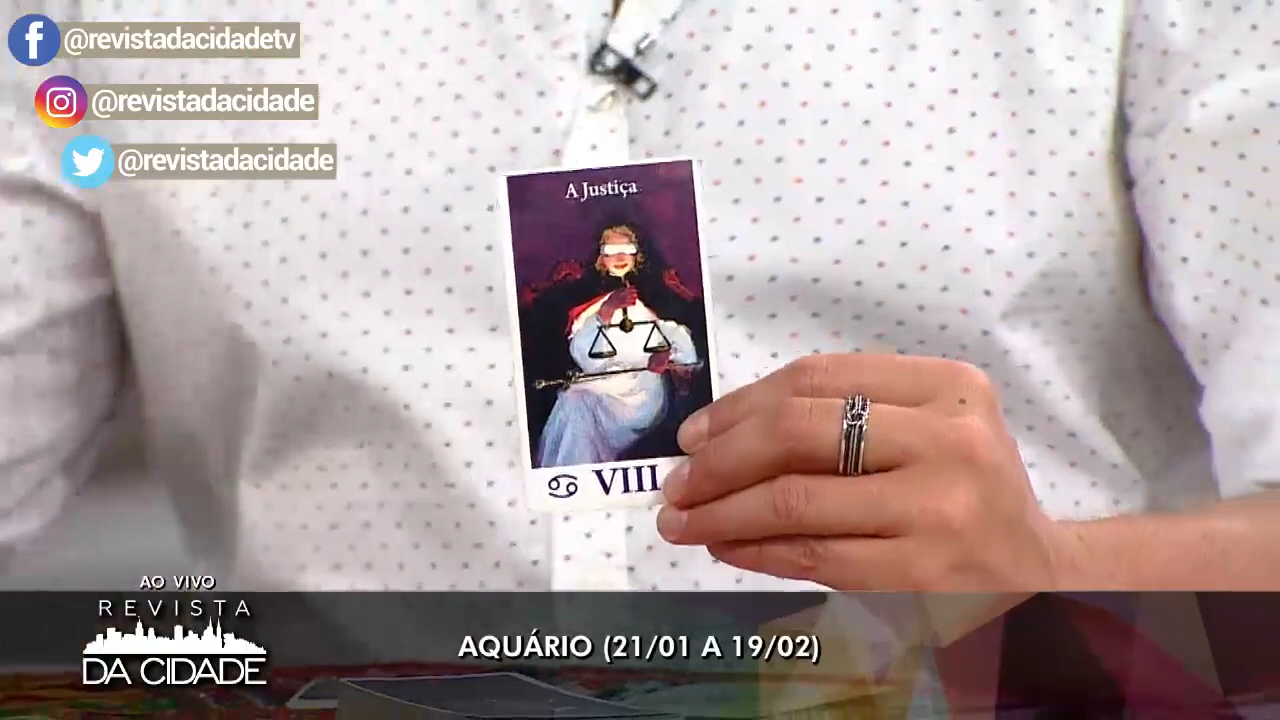 @revistadacidadetv
@revistadacidade
@revistadacidade
A Justiça
VIII
AO VIVO
REVISTA
DA CIDADE
AQUÁRIO (21/01 A 19/02)